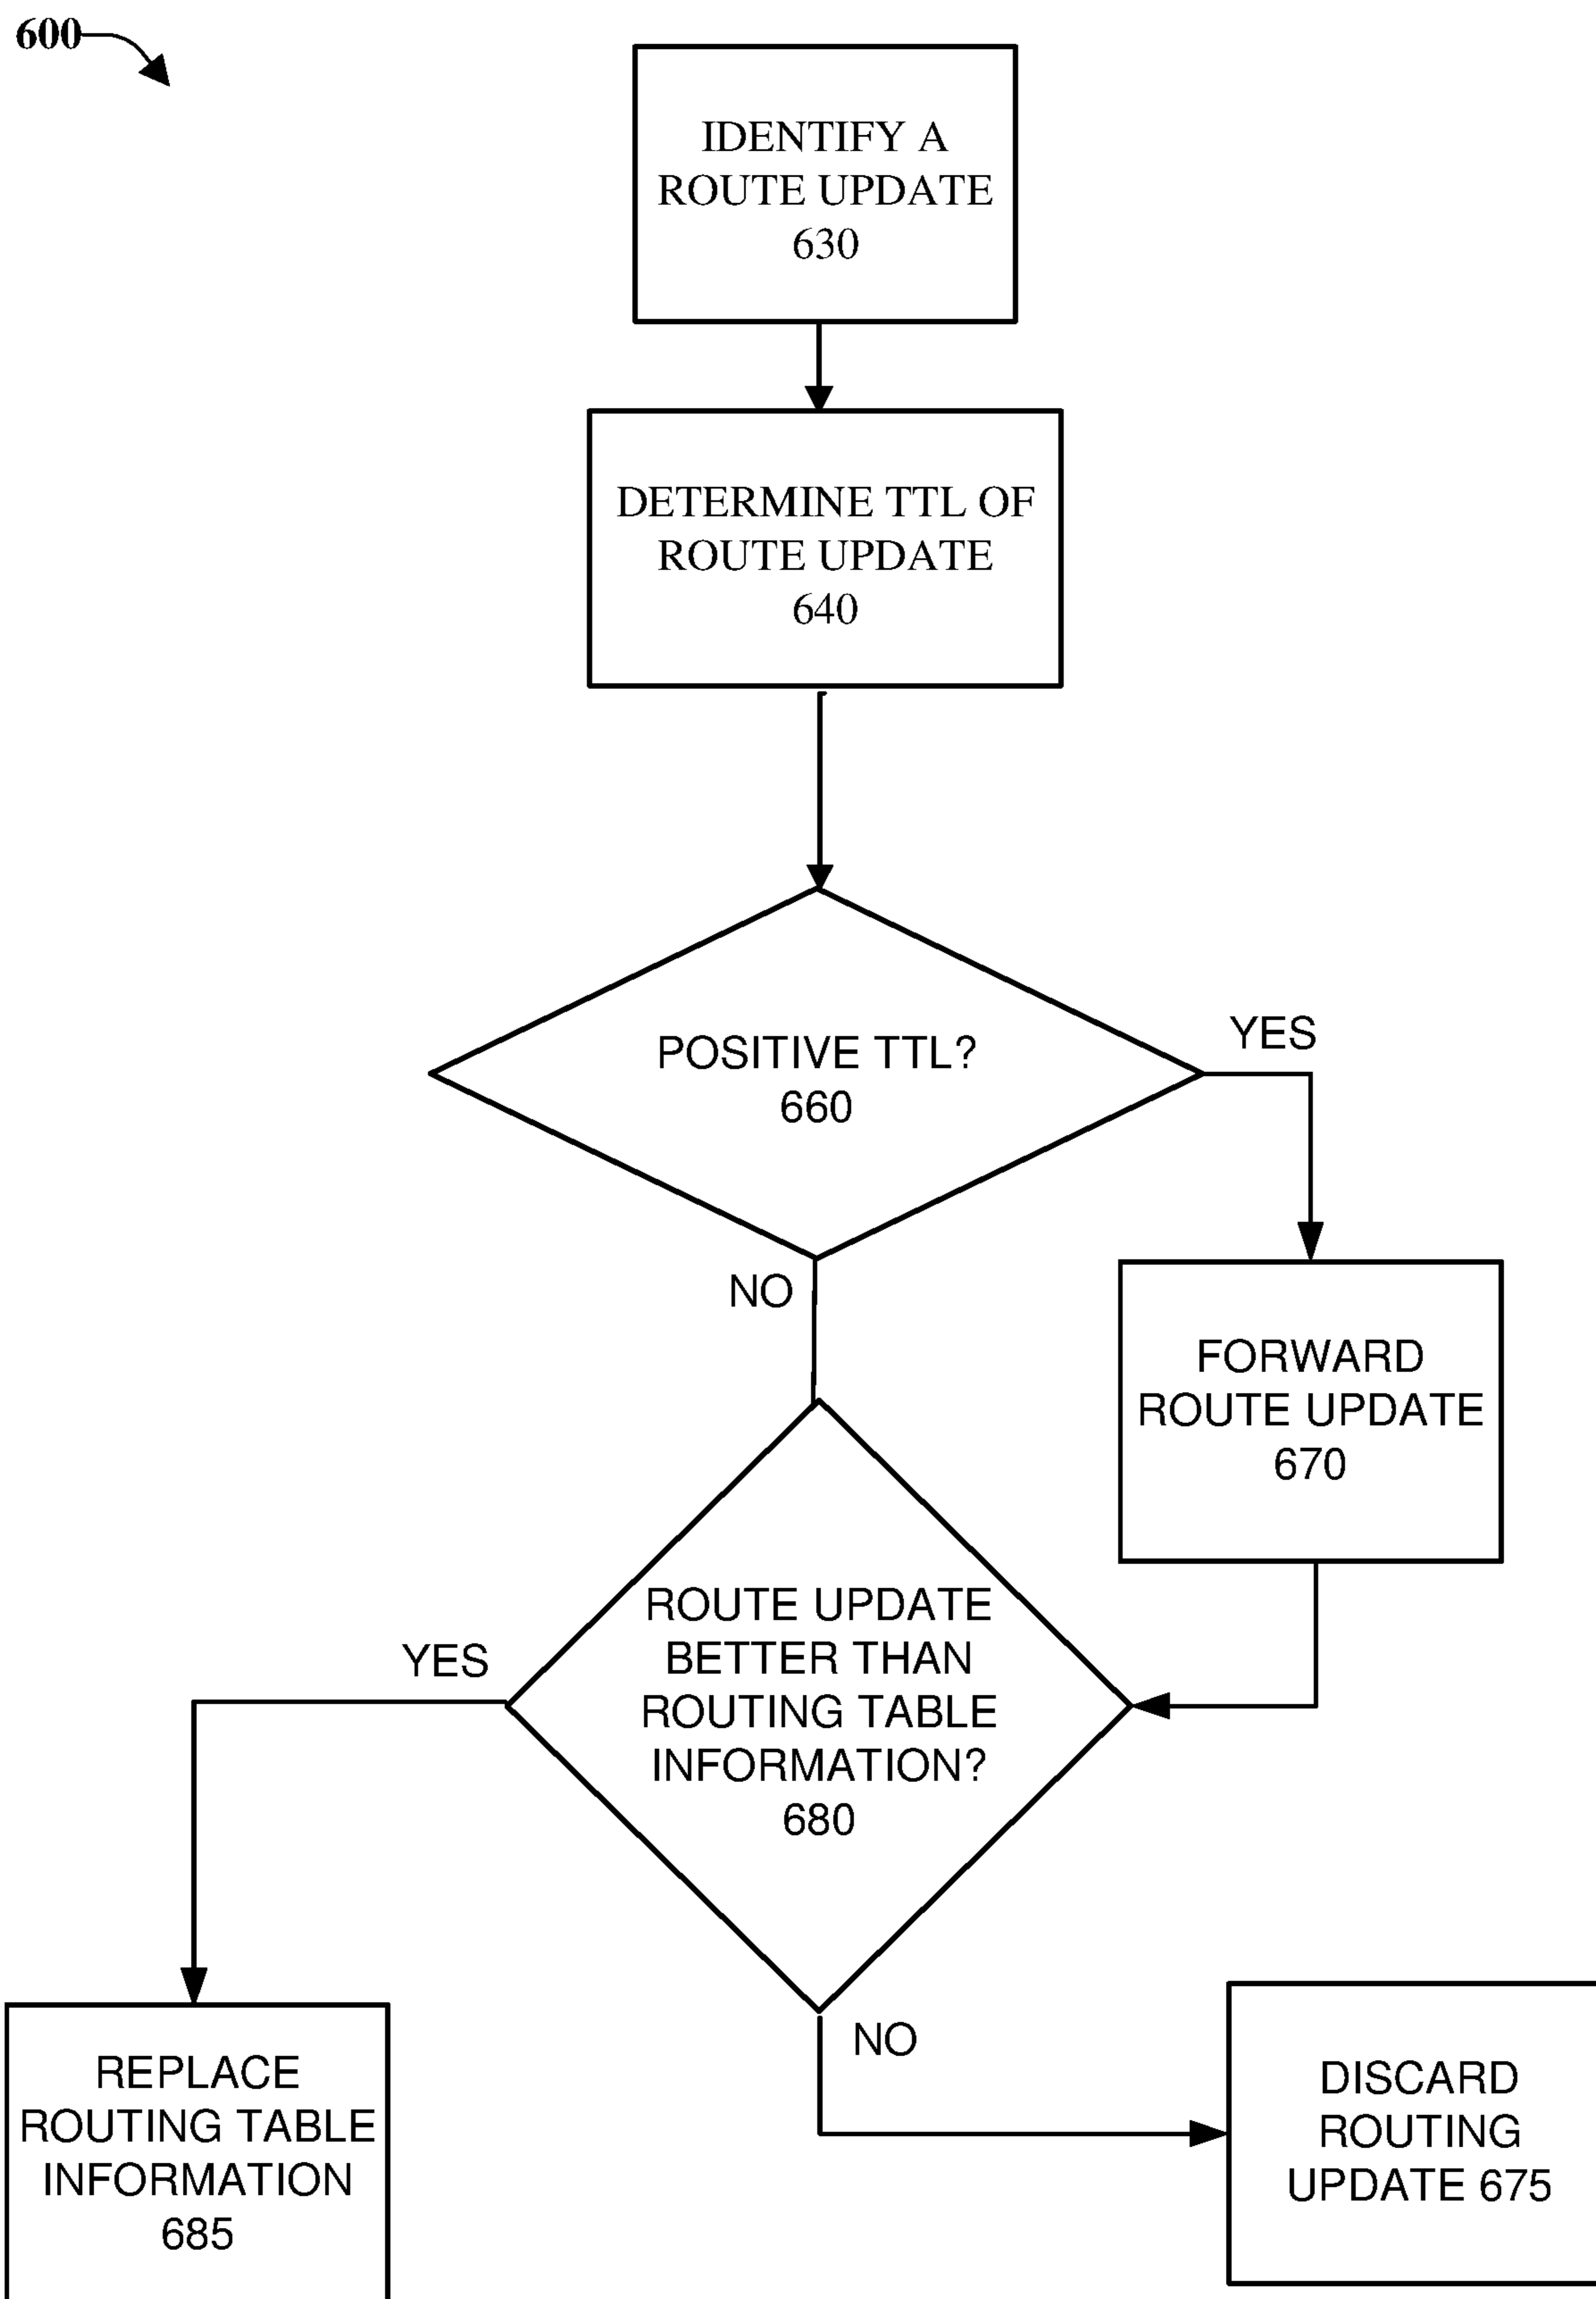 600
IDENTIFY A
ROUTE UPDATE
630
DETERMINE TTL OF
ROUTE UPDATE
640
POSITIVE TTL?
660
YES
NO
FORWARD
ROUTE UPDATE
670
ROUTE UPDATE
BETTER THAN
ROUTING TABLE
INFORMATION?
680
YES
NO
REPLACE
ROUTING TABLE
INFORMATION
685
DISCARD
ROUTING
UPDATE 675